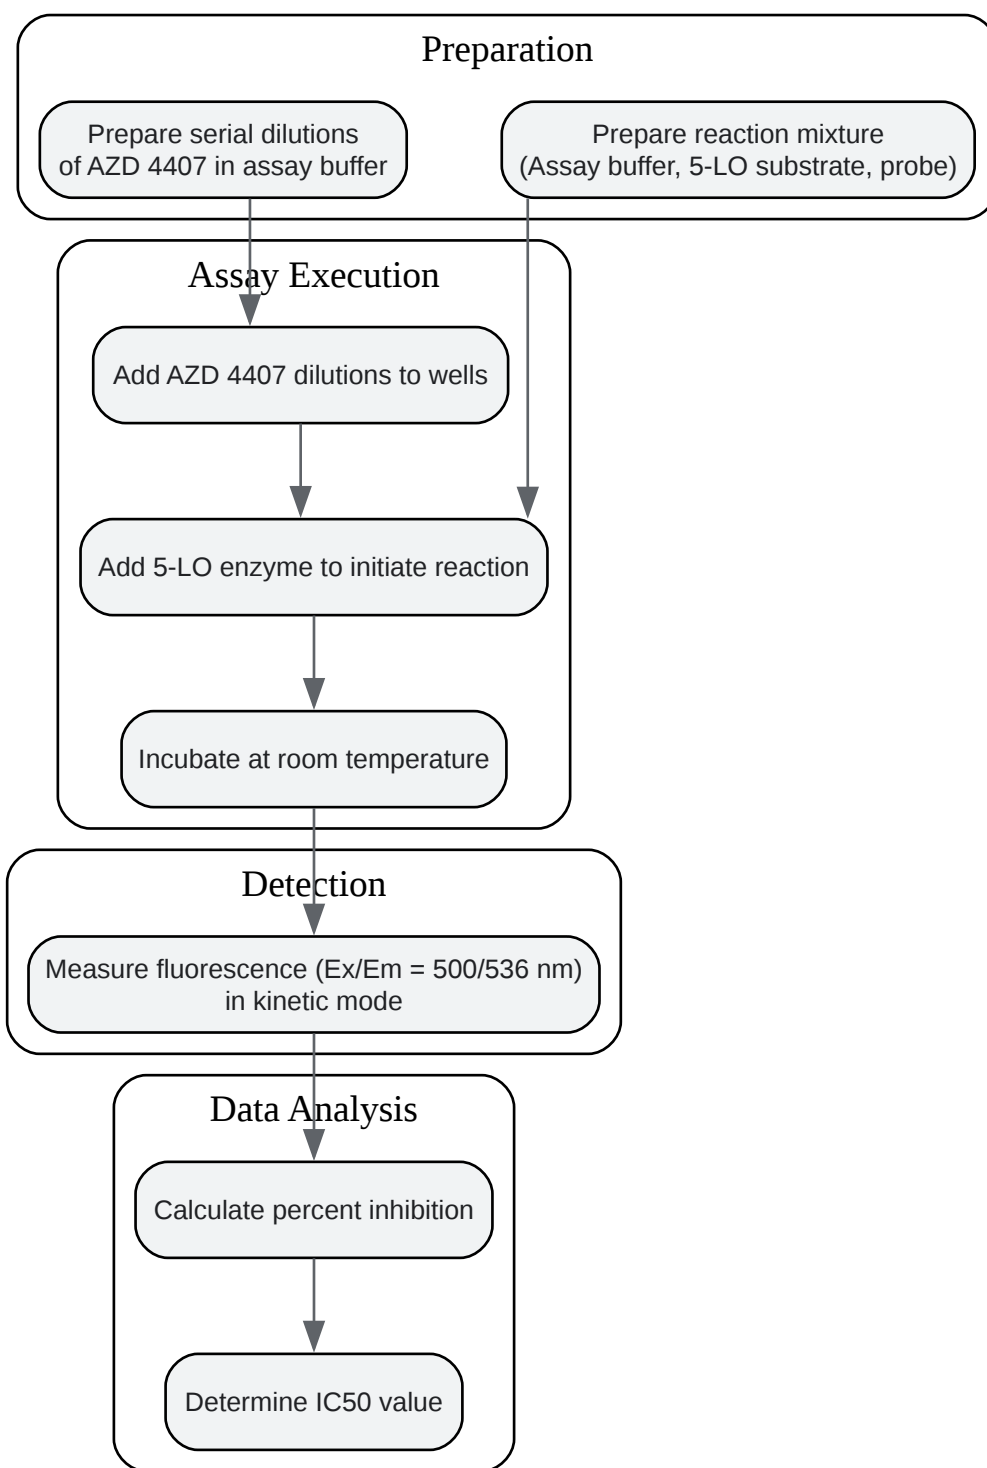 Preparation
Prepare serial dilutions
of AZD 4407 in assay buffer
Prepare reaction mixture
(Assay buffer, 5-LO substrate, probe)
Assay Execution
Add AZD 4407 dilutions to wells
Add 5-LO enzyme to initiate reaction
Incubate at room temperature
Detection
Measure fluorescence (Ex/Em = 500/536 nm)
in kinetic mode
Data Analysis
Calculate percent inhibition
Determine IC50 value